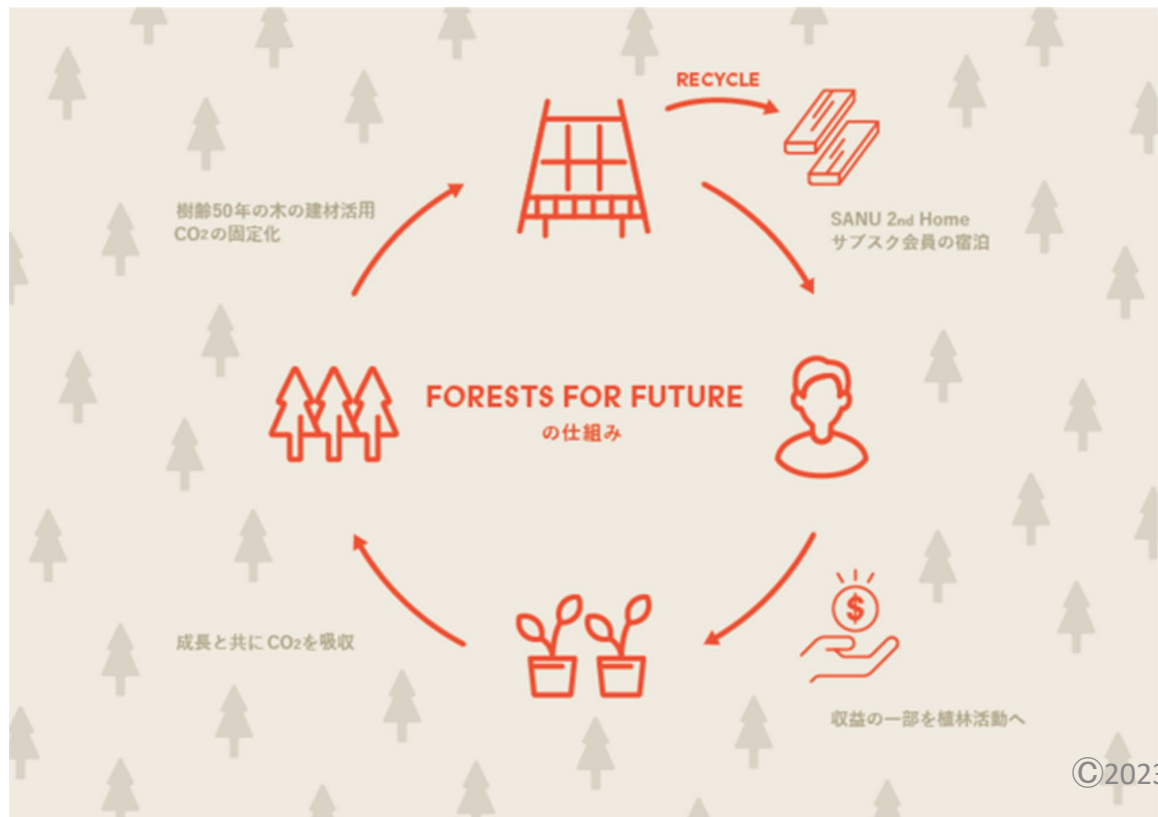 RECYCLE
樹齢50年の木の建材活用
CO2の固定化
SANU 2nd Home
サブスク会員の宿泊
FORESTS FOR FUTURE
の仕組み
$
成長と共にCO2を吸収
収益の一部を植林活動へ
©2023